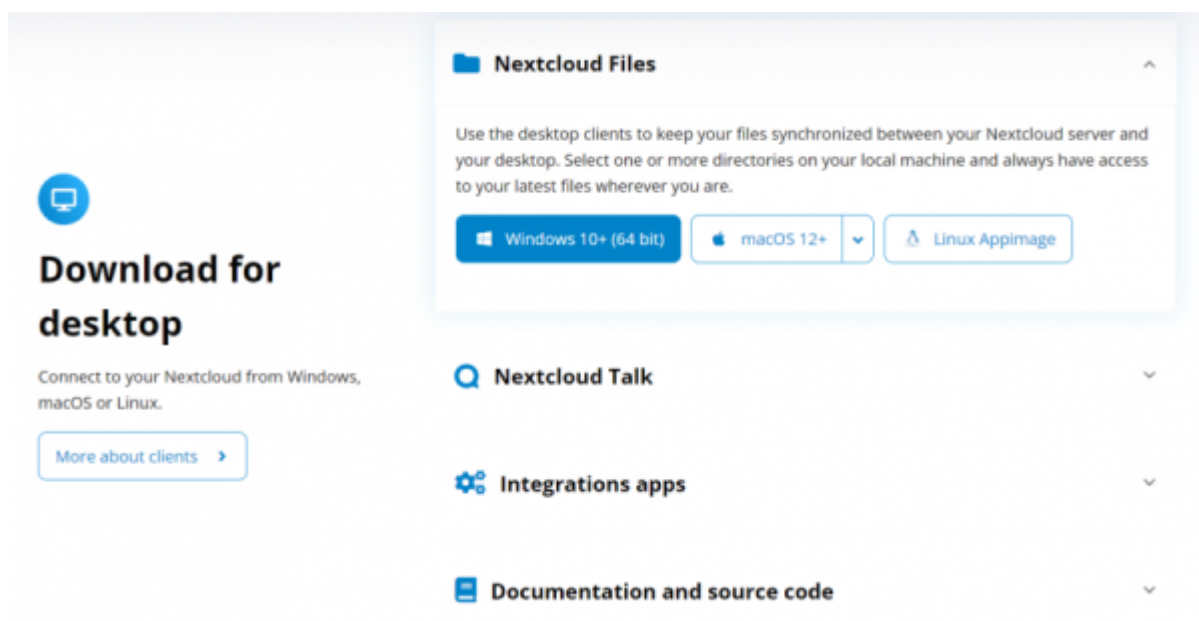 Download for
desktop
Connect to your Nextcloud from Windows,
macOS or Linux.
More about clients
Nextcloud Files
Use the desktop clients to keep your files synchronized between your Nextcloud server and
your desktop. Select one or more directories on your local machine and always have access
to your latest files wherever you are.
Windows 10+ (64 bit)
macOS 12+
Linux Appimage
Nextcloud Talk
Integrations apps
Documentation and source code